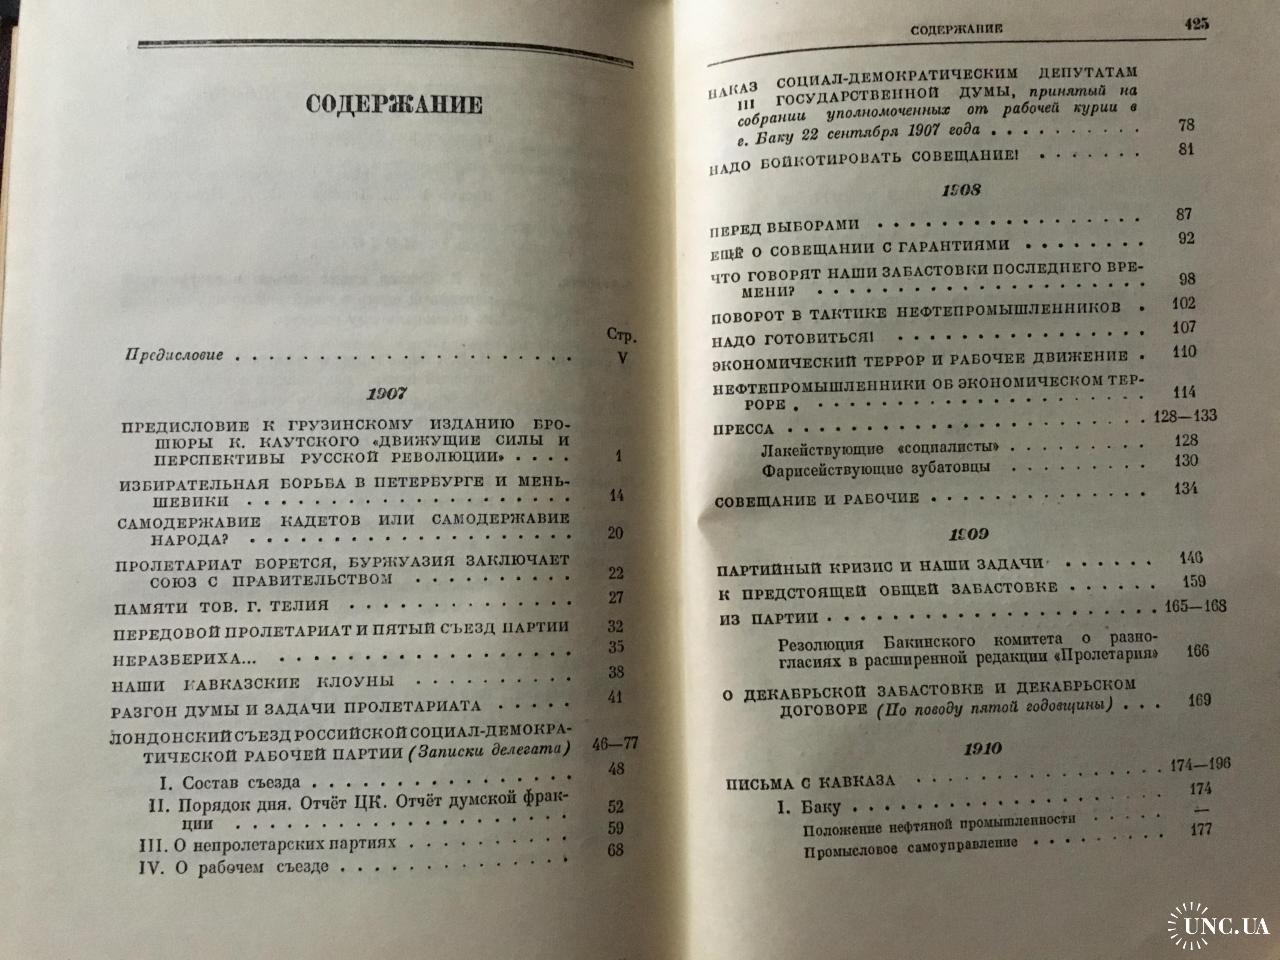 СОДЕРЖАНИЕ
Стр.
Предисловие . . . . . . . . . . . . . . . . . . . . . V
1907
ПРЕДИСЛОВИЕ К ГРУЗИНСКОМУ ИЗДАНИЮ БРО-
ШЮРЫ К. КАУТСКОГО «ДВИЖУЩИЕ СИЛЫ И
ПЕРСПЕКТИВЫ РУССКОЙ РЕВОЛЮЦИИ» . . . . 1
ИЗБИРАТЕЛЬНАЯ БОРЬБА В ПЕТЕРБУРГЕ И МЕНЬ-
ШЕВИКИ . . . . . . . . . . . . . . . . . . 14
САМОДЕРЖАВИЕ КАДЕТОВ ИЛИ САМОДЕРЖАВИЕ
НАРОДА? . . . . . . . . . . . . . . . . . . 20
ПРОЛЕТАРИАТ БОРЕТСЯ, БУРЖУАЗИЯ ЗАКЛЮЧАЕТ
СОЮЗ С ПРАВИТЕЛЬСТВОМ . . . . . . . . . . 22
ПАМЯТИ ТОВ. Г. ТЕЛИЯ . . . . . . . . . . . . . 27
ПЕРЕДОВОЙ ПРОЛЕТАРИАТ И ПЯТЫЙ СЪЕЗД ПАРТИИ 32
НЕРАЗБЕРИХА... . . . . . . . . . . . . . . . . . 35
НАШИ КАВКАЗСКИЕ КЛОУНЫ . . . . . . . . . . 38
РАЗГОН ДУМЫ И ЗАДАЧИ ПРОЛЕТАРИАТА . . . . . 41
ЛОНДОНСКИЙ СЪЕЗД РОССИЙСКОЙ СОЦИАЛ-ДЕМОКРА-
ТИЧЕСКОЙ РАБОЧЕЙ ПАРТИИ (Записки делегата) 46—77
I. Состав съезда . . . . . . . . . . . . . . . 48
II. Порядок дня. Отчёт ЦК. Отчёт думской фрак-
ции . . . . . . . . . . . . . . . . . . . 52
III. О непролетарских партиях . . . . . . . . . . 59
IV. О рабочем съезде . . . . . . . . . . . . . 68
СОДЕРЖАНИЕ 425
НАКАЗ СОЦИАЛ-ДЕМОКРАТИЧЕСКИМ ДЕПУТАТАМ
III ГОСУДАРСТВЕННОЙ ДУМЫ, принятый на
собрании уполномоченных от рабочей курии в
г. Баку 22 сентября 1907 года . . . . . . . . . . 78
НАДО БОЙКОТИРОВАТЬ СОВЕЩАНИЕ! . . . . . . . 81
1908
ПЕРЕД ВЫБОРАМИ . . . . . . . . . . . . . . . . . 87
ЕЩЁ О СОВЕЩАНИИ С ГАРАНТИЯМИ . . . . . . . . 92
ЧТО ГОВОРЯТ НАШИ ЗАБАСТОВКИ ПОСЛЕДНЕГО ВРЕ-
МЕНИ? . . . . . . . . . . . . . . . . . . . . 98
ПОВОРОТ В ТАКТИКЕ НЕФТЕПРОМЫШЛЕННИКОВ . 102
НАДО ГОТОВИТЬСЯ! . . . . . . . . . . . . . . . 107
ЭКОНОМИЧЕСКИЙ ТЕРРОР И РАБОЧЕЕ ДВИЖЕНИЕ . 110
НЕФТЕПРОМЫШЛЕННИКИ ОБ ЭКОНОМИЧЕСКОМ ТЕР-
РОРЕ . . . . . . . . . . . . . . . . . . . . 114
ПРЕССА . . . . . . . . . . . . . . . . . . . . 128—133
Лакействующие «социалисты» . . . . . . . . . 128
Фарисействующие зубатовцы . . . . . . . . . 130
СОВЕЩАНИЕ И РАБОЧИЕ . . . . . . . . . . . . . . 134
1909
ПАРТИЙНЫЙ КРИЗИС И НАШИ ЗАДАЧИ . . . . . . 146
К ПРЕДСТОЯЩЕЙ ОБЩЕЙ ЗАБАСТОВКЕ . . . . . . 159
ИЗ ПАРТИИ . . . . . . . . . . . . . . . . . . . 165—168
Резолюция Бакинского комитета о разно-
гласиях в расширенной редакции «Пролетария» 166
О ДЕКАБРЬСКОЙ ЗАБАСТОВКЕ И ДЕКАБРЬСКОМ
ДОГОВОРЕ (По поводу пятой годовщины) . . . 169
1910
ПИСЬМА С КАВКАЗА . . . . . . . . . . . . . . . 174—196
I. Баку . . . . . . . . . . . . . . . . . . . 174
Положение нефтяной промышленности . . . . . —
Промысловое самоуправление . . . . . . . . 177
UNC.UA